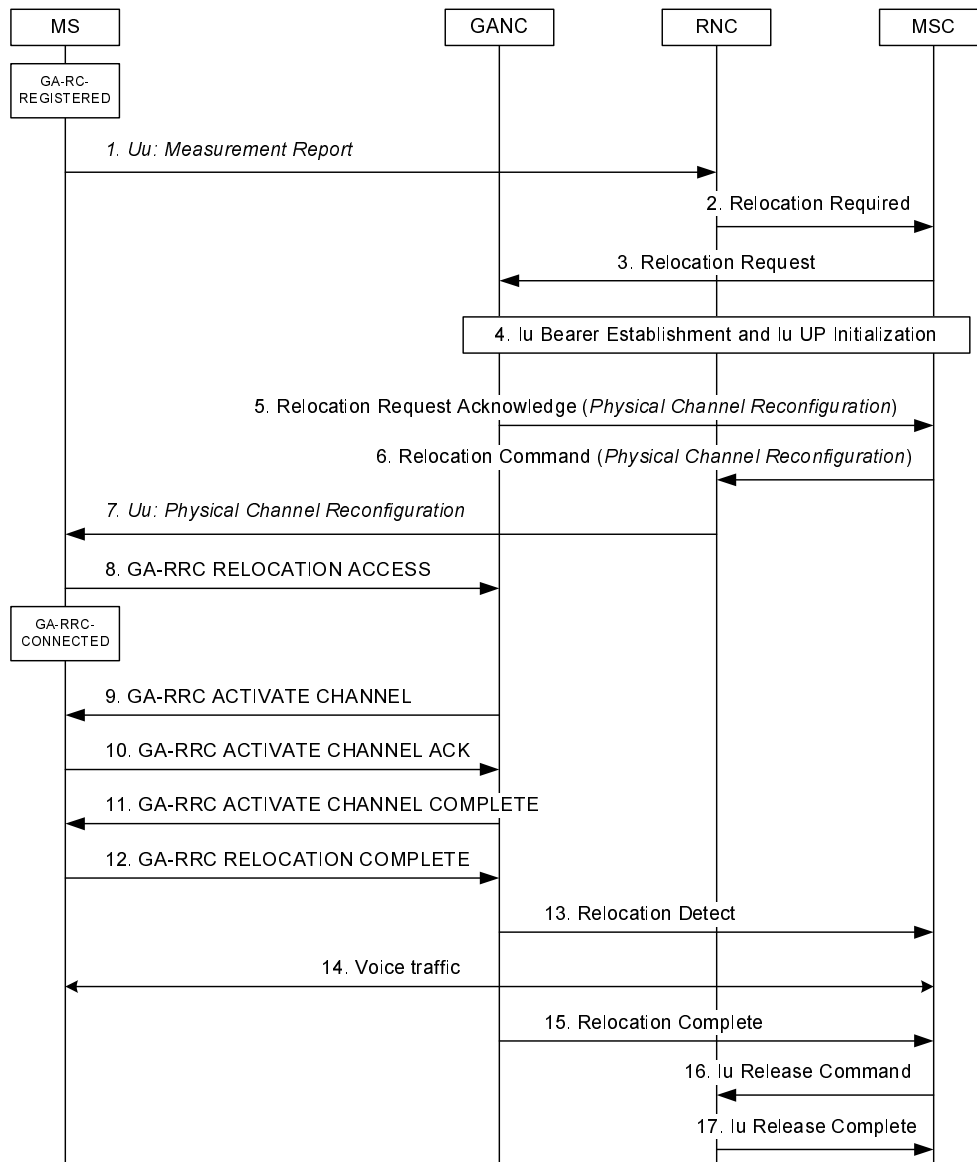 MS
GANC
RNC
MSC
GA-RC-
REGISTERED
1. Uu: Measurement Report
2. Relocation Required
3. Relocation Request
4. Iu Bearer Establishment and Iu UP Initialization
5. Relocation Request Acknowledge (Physical Channel Reconfiguration)
6. Relocation Command (Physical Channel Reconfiguration)
7. Uu: Physical Channel Reconfiguration
8. GA-RRC RELOCATION ACCESS
GA-RRC-
CONNECTED
9. GA-RRC ACTIVATE CHANNEL
10. GA-RRC ACTIVATE CHANNEL ACK
11. GA-RRC ACTIVATE CHANNEL COMPLETE
12. GA-RRC RELOCATION COMPLETE
13. Relocation Detect
14. Voice traffic
15. Relocation Complete
16. Iu Release Command
17. Iu Release Complete